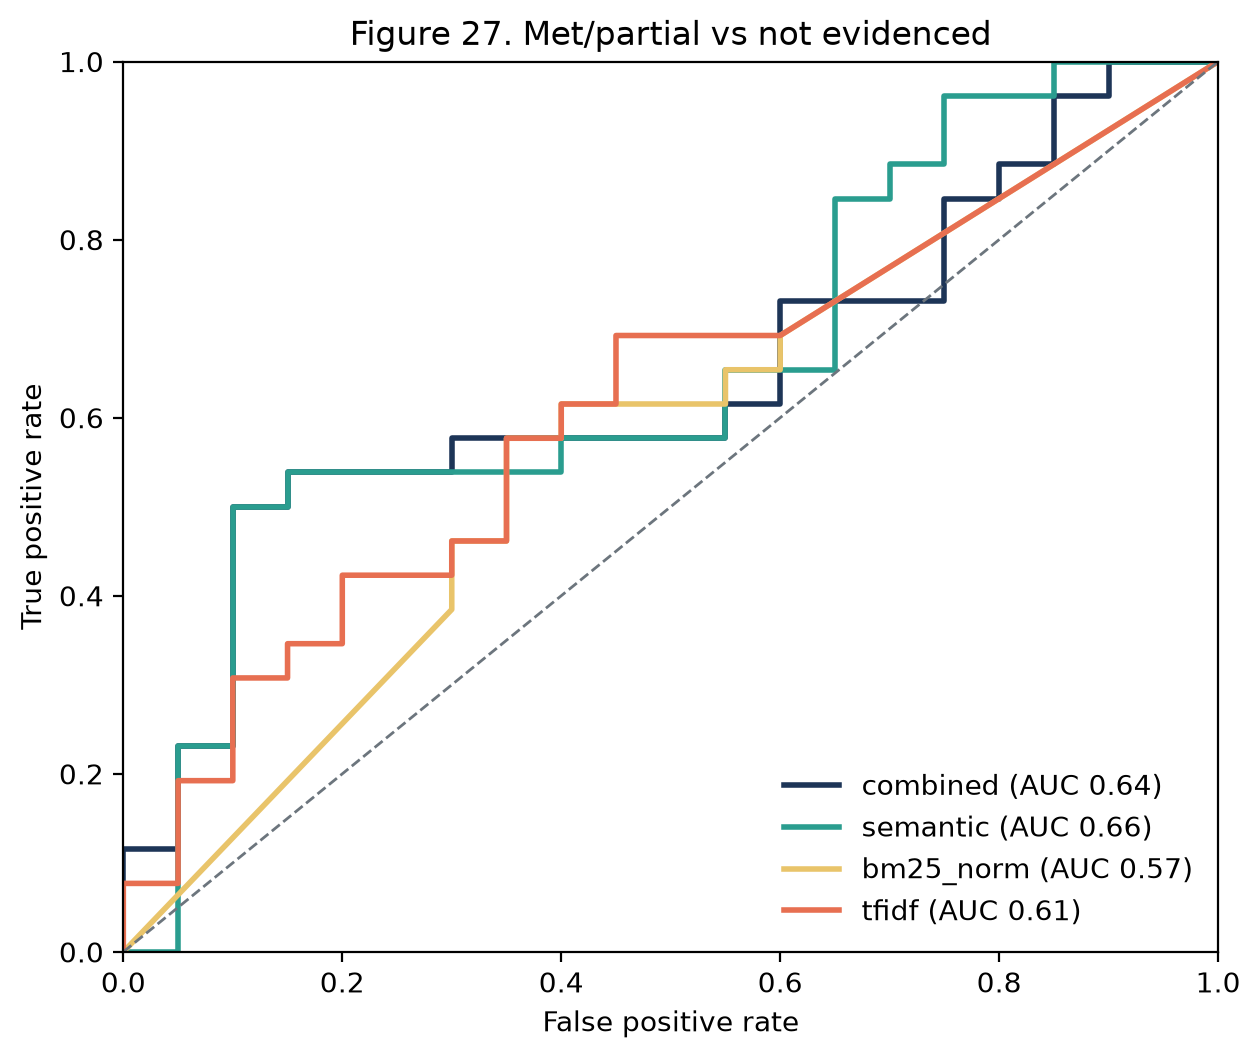 Figure 27. Met/partial vs not evidenced
1.0
0.8
0.6
0.4
0.2
0.0
True positive rate
combined (AUC 0.64)
semantic (AUC 0.66)
bm25_norm (AUC 0.57)
tfidf (AUC 0.61)
0.0 0.2 0.4 0.6 0.8 1.0
False positive rate